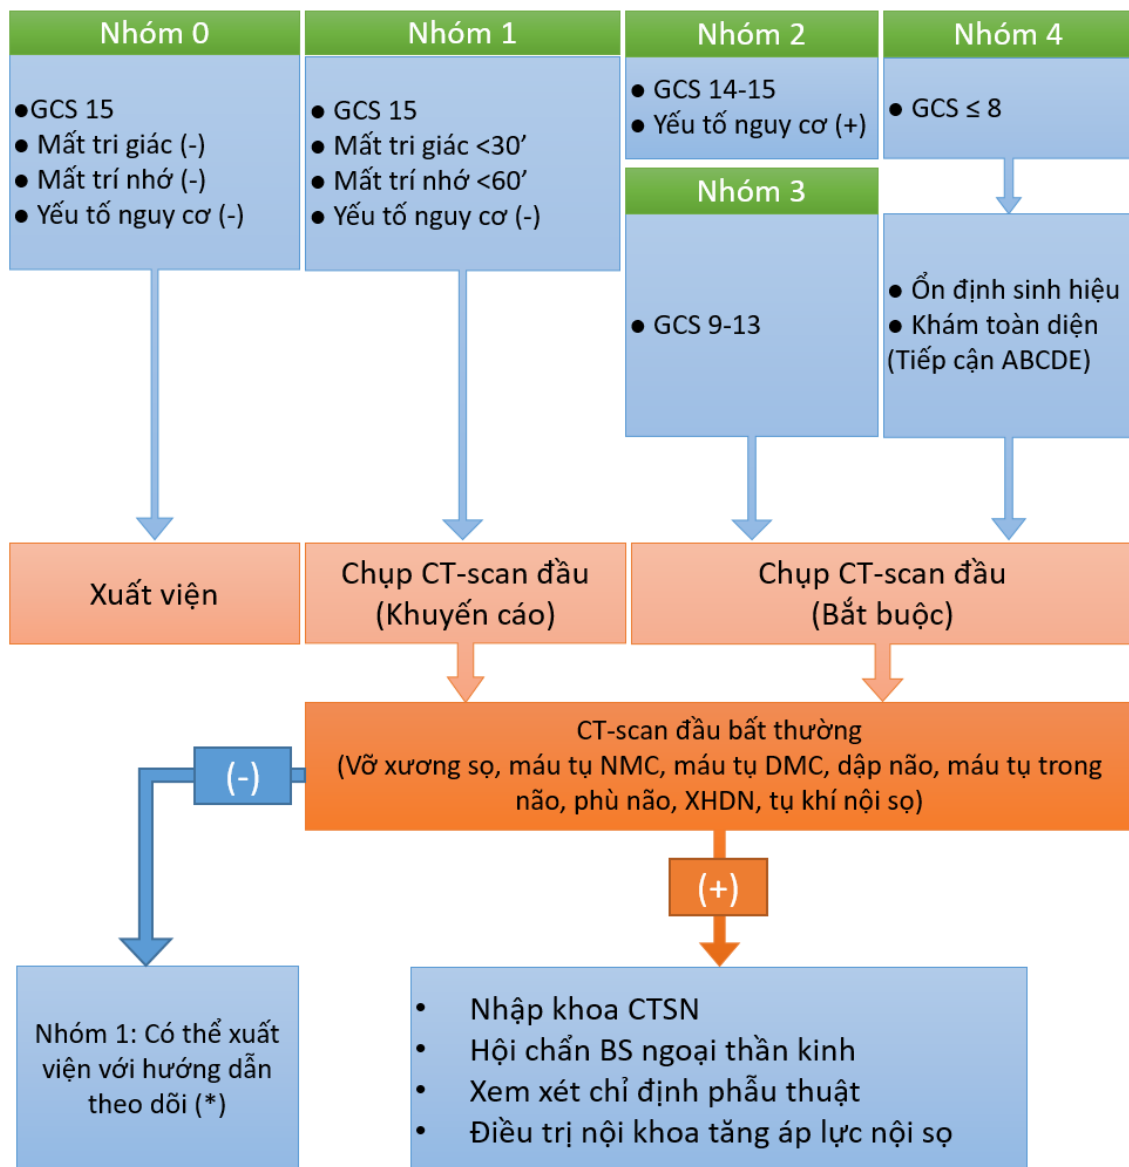 Nhóm 0
●GCS 15
● Mất tri giác (-)
● Mất trí nhớ (-)
● Yếu tố nguy cơ (-)
Nhóm 1
● GCS 15
● Mất tri giác <30’
● Mất trí nhớ <60’
● Yếu tố nguy cơ (-)
Nhóm 2
● GCS 14-15
● Yếu tố nguy cơ (+)
Nhóm 3
● GCS 9-13
Nhóm 4
● GCS ≤ 8
● Ổn định sinh hiệu
● Khám toàn diện
(Tiếp cận ABCDE)
Xuất viện
Chụp CT-scan đầu
(Khuyến cáo)
Chụp CT-scan đầu
(Bắt buộc)
CT-scan đầu bất thường
(Vỡ xương sọ, máu tụ NMC, máu tụ DMC, dập não, máu tụ trong
não, phù não, XHDN, tụ khí nội sọ)
(-)
(+)
Nhóm 1: Có thể xuất
viện với hướng dẫn
theo dõi (*)
• Nhập khoa CTSN
• Hội chẩn BS ngoại thần kinh
• Xem xét chỉ định phẫu thuật
• Điều trị nội khoa tăng áp lực nội sọ